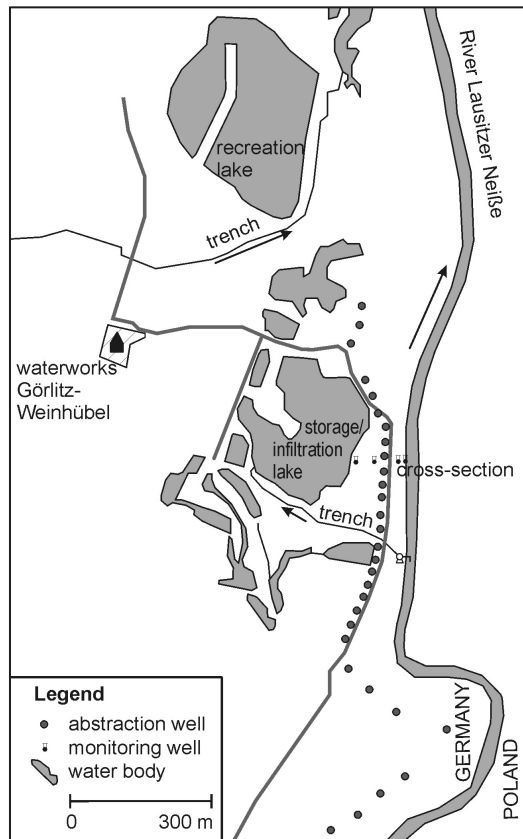 River Lausitzer Neiße
recreation
lake
trench
waterworks
Görlitz-
Weinhübel
storage/
infiltration
lake
cross-section
trench
GERMANY
POLAND
Legend
abstraction well
monitoring well
water body
0 300 m